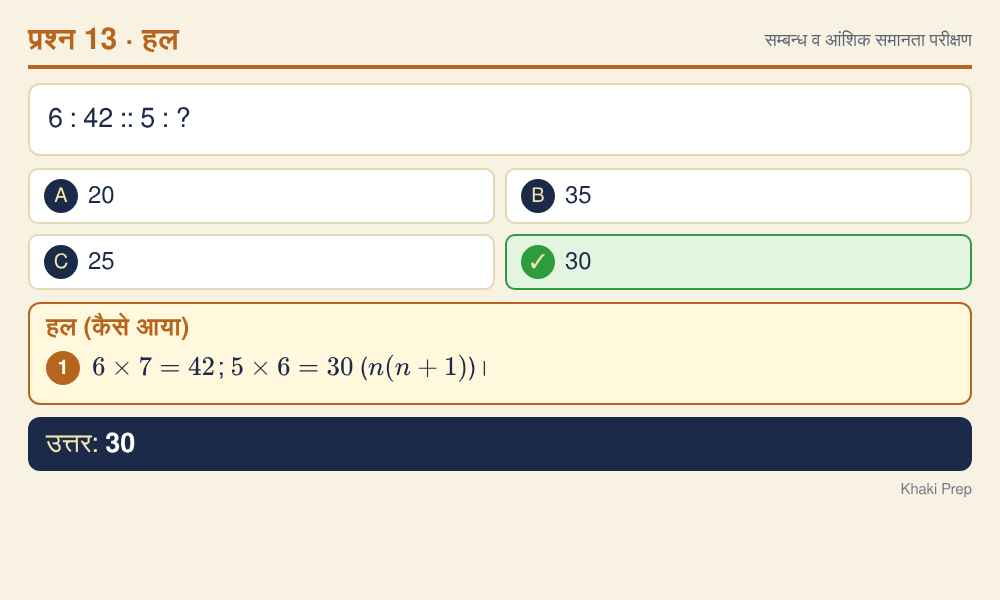 प्रश्न 13 · हल
सम्बन्ध व आंशिक समानता परीक्षण
6 : 42 :: 5 : ?
A 20
B 35
C 25
✓ 30
हल (कैसे आया)
1 6 × 7 = 42; 5 × 6 = 30 (n(n + 1))।
उत्तर: 30
Khaki Prep